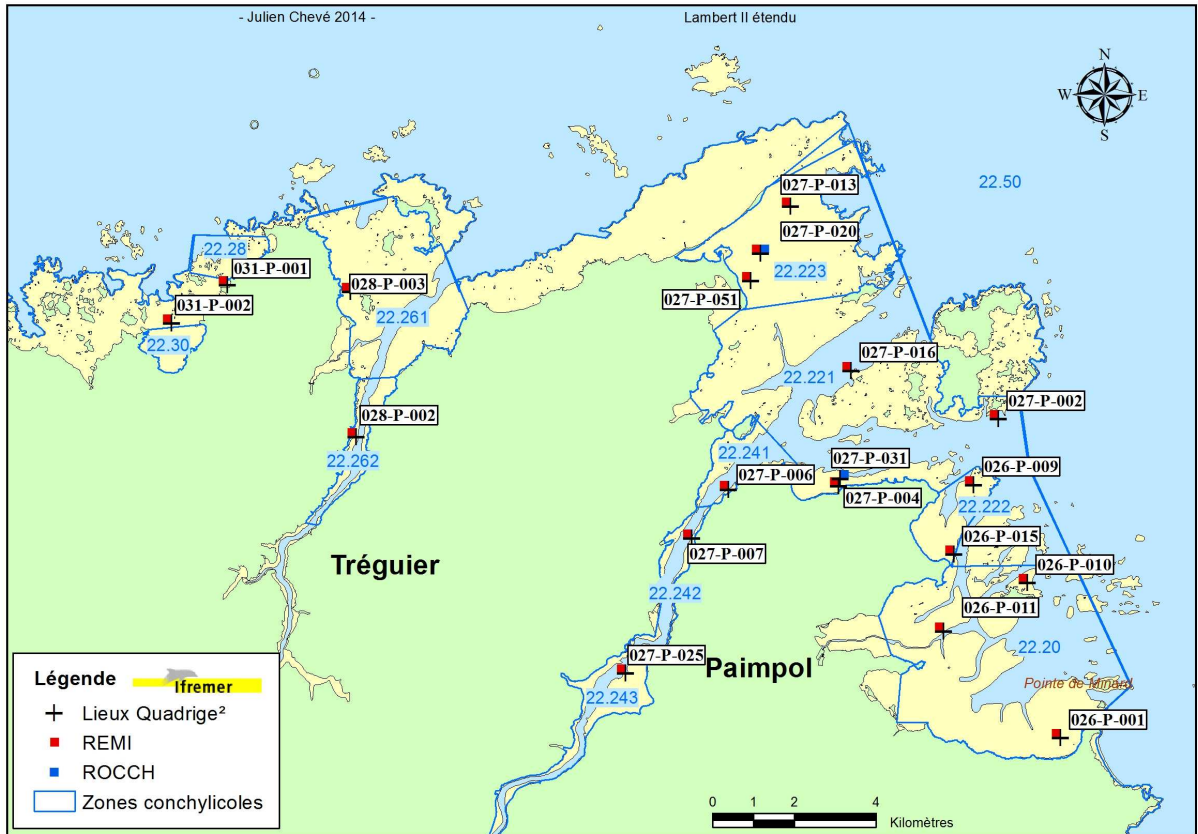 - Julien Chevé 2014 -
Lambert II étendu
N
W E
S
22.50
027-P-013
027-P-020
22.223
027-P-051
22.28
031-P-001
031-P-002
22.30
028-P-003
22.261
027-P-016
22.221
027-P-002
028-P-002
22.262
22.241
027-P-031
027-P-006
027-P-004
026-P-009
22.222
027-P-007
026-P-015
026-P-010
Tréguier
22.242
026-P-011
22.20
027-P-025
Paimpol
22.243
Pointe de Minard
026-P-001
Légende
Ifremer
Lieux Quadrige²
REMI
ROCCH
Zones conchylicoles
0 1 2 4
Kilomètres